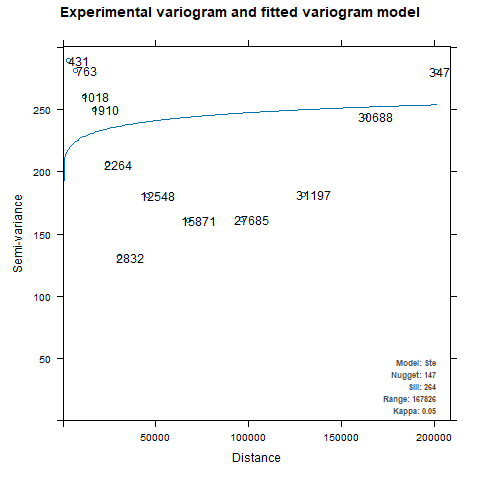 Experimental variogram and fitted variogram model
431
763
347
1018
1910
30688
2264
12548
31197
15871
27685
2832
250
200
150
100
50
Semi-variance
Model: Ste
Nugget: 147
Sill: 264
Range: 167826
Kappa: 0.05
50000 100000 150000 200000
Distance